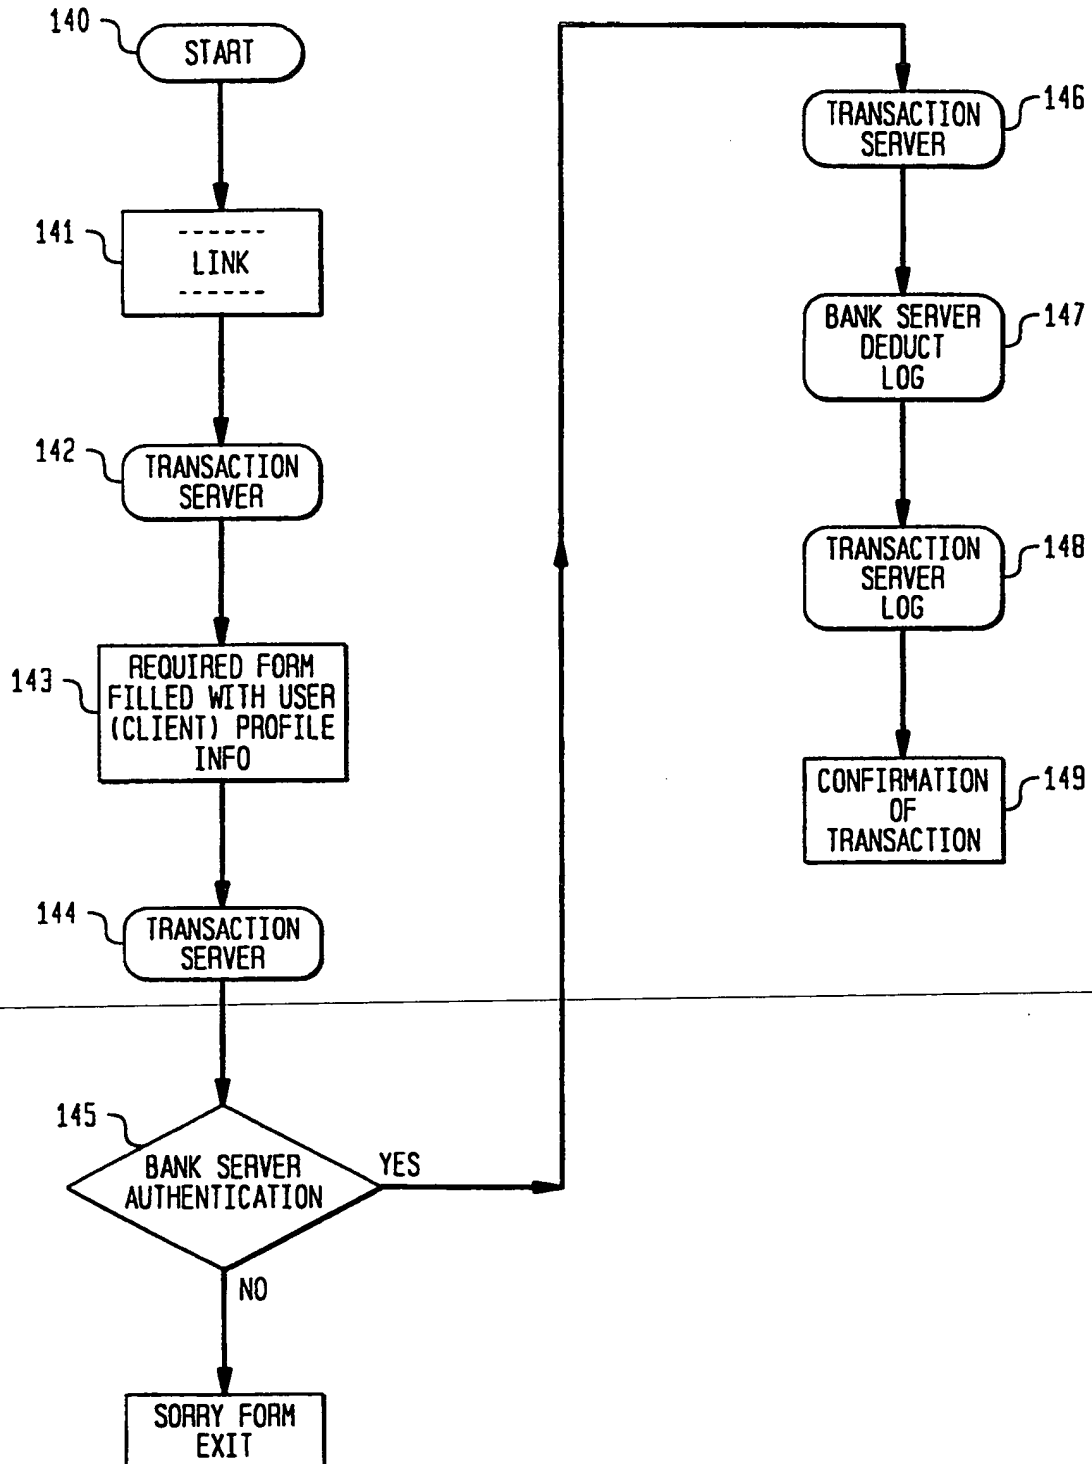 140
START
141
LINK
142
TRANSACTION
SERVER
143
REQUIRED FORM
FILLED WITH USER
(CLIENT) PROFILE
INFO
144
TRANSACTION
SERVER
145
BANK SERVER
AUTHENTICATION
YES
NO
SORRY FORM
EXIT
146
TRANSACTION
SERVER
147
BANK SERVER
DEDUCT
LOG
148
TRANSACTION
SERVER
LOG
149
CONFIRMATION
OF
TRANSACTION